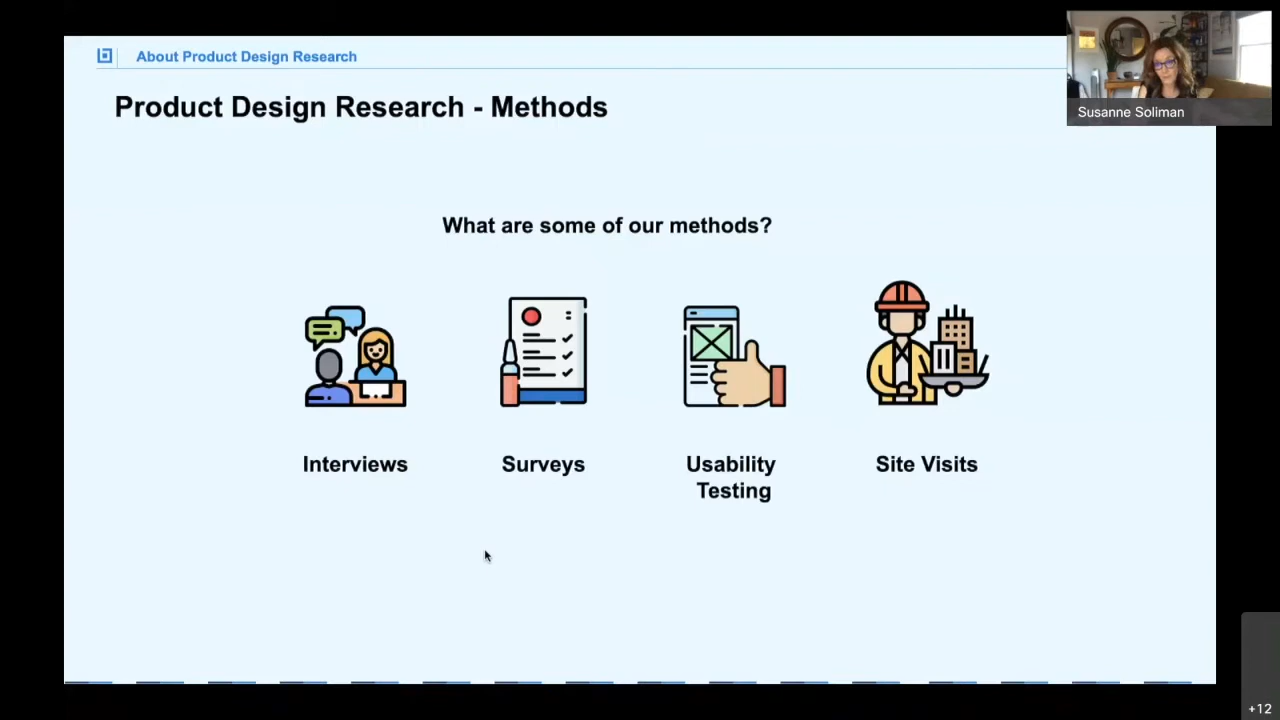 About Product Design Research
Product Design Research - Methods
Susanne Soliman
What are some of our methods?
Interviews
Surveys
Usability
Testing
Site Visits
+12